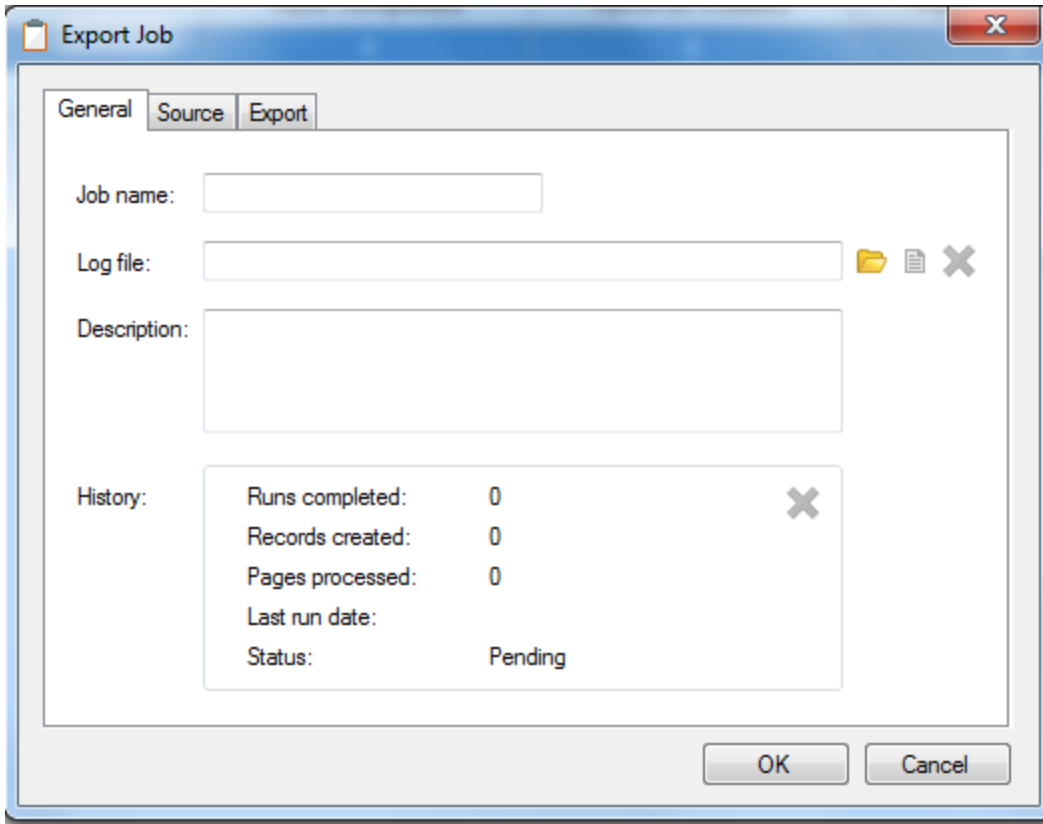 Export Job
General Source Export
Job name:
Log file:
Description:
History:
Runs completed: 0
Records created: 0
Pages processed: 0
Last run date:
Status: Pending
OK Cancel